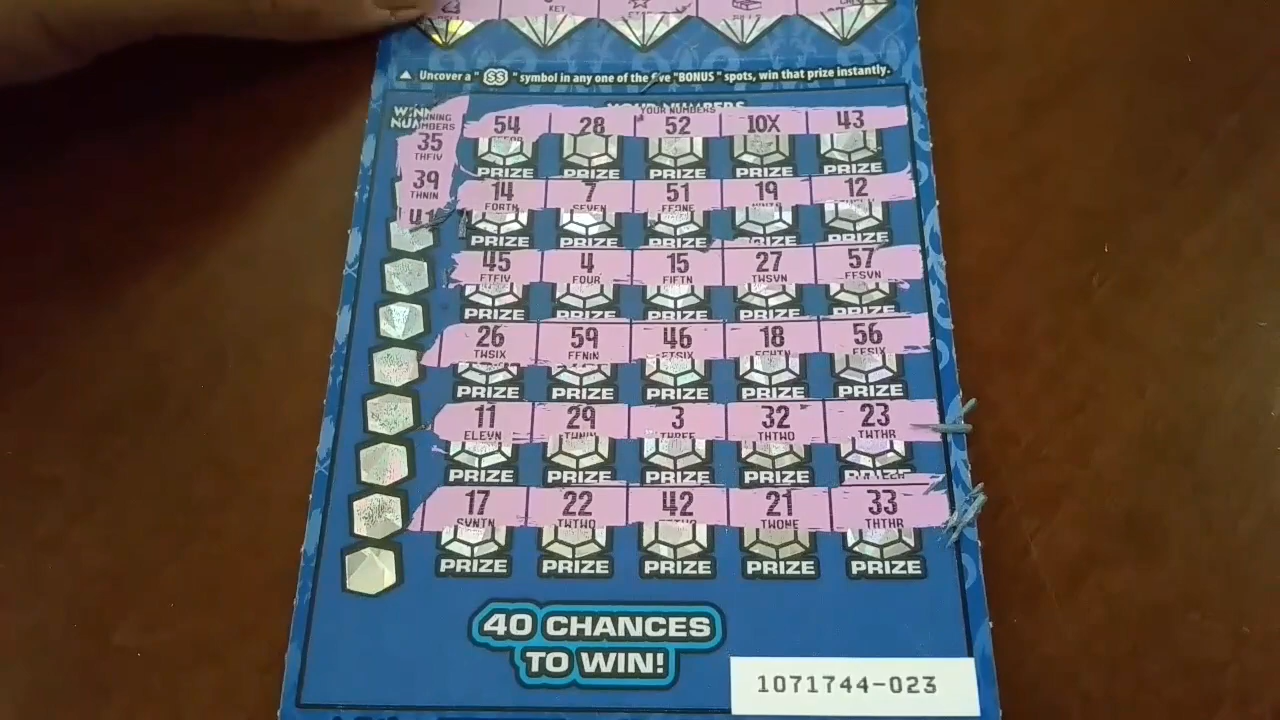 KEY
▲ Uncover a "$$" symbol in any one of the five "BONUS" spots, win that prize instantly.
YOUR NUMBERS
54 28 52 10X 43
PRIZE PRIZE PRIZE PRIZE PRIZE
35
THFIV
39
THNIN
41
14 7 51 19 12
FORTN SEVEN FFONE
PRIZE PRIZE PRIZE PRIZE PRIZE
45 4 15 27 57
FTFIV FOUR FIFTN TWSVN FFSVN
PRIZE PRIZE PRIZE PRIZE PRIZE
26 59 46 18 56
TWSIX FFNIN FTSIX EGHTN FFSIX
PRIZE PRIZE PRIZE PRIZE PRIZE
11 29 3 32 23
ELEVN THREE THTWO TWTHR
PRIZE PRIZE PRIZE PRIZE PRIZE
17 22 42 21 33
SVNTN TWTWO TWONE THTHR
PRIZE PRIZE PRIZE PRIZE PRIZE
40 CHANCES
TO WIN!
1071744-023